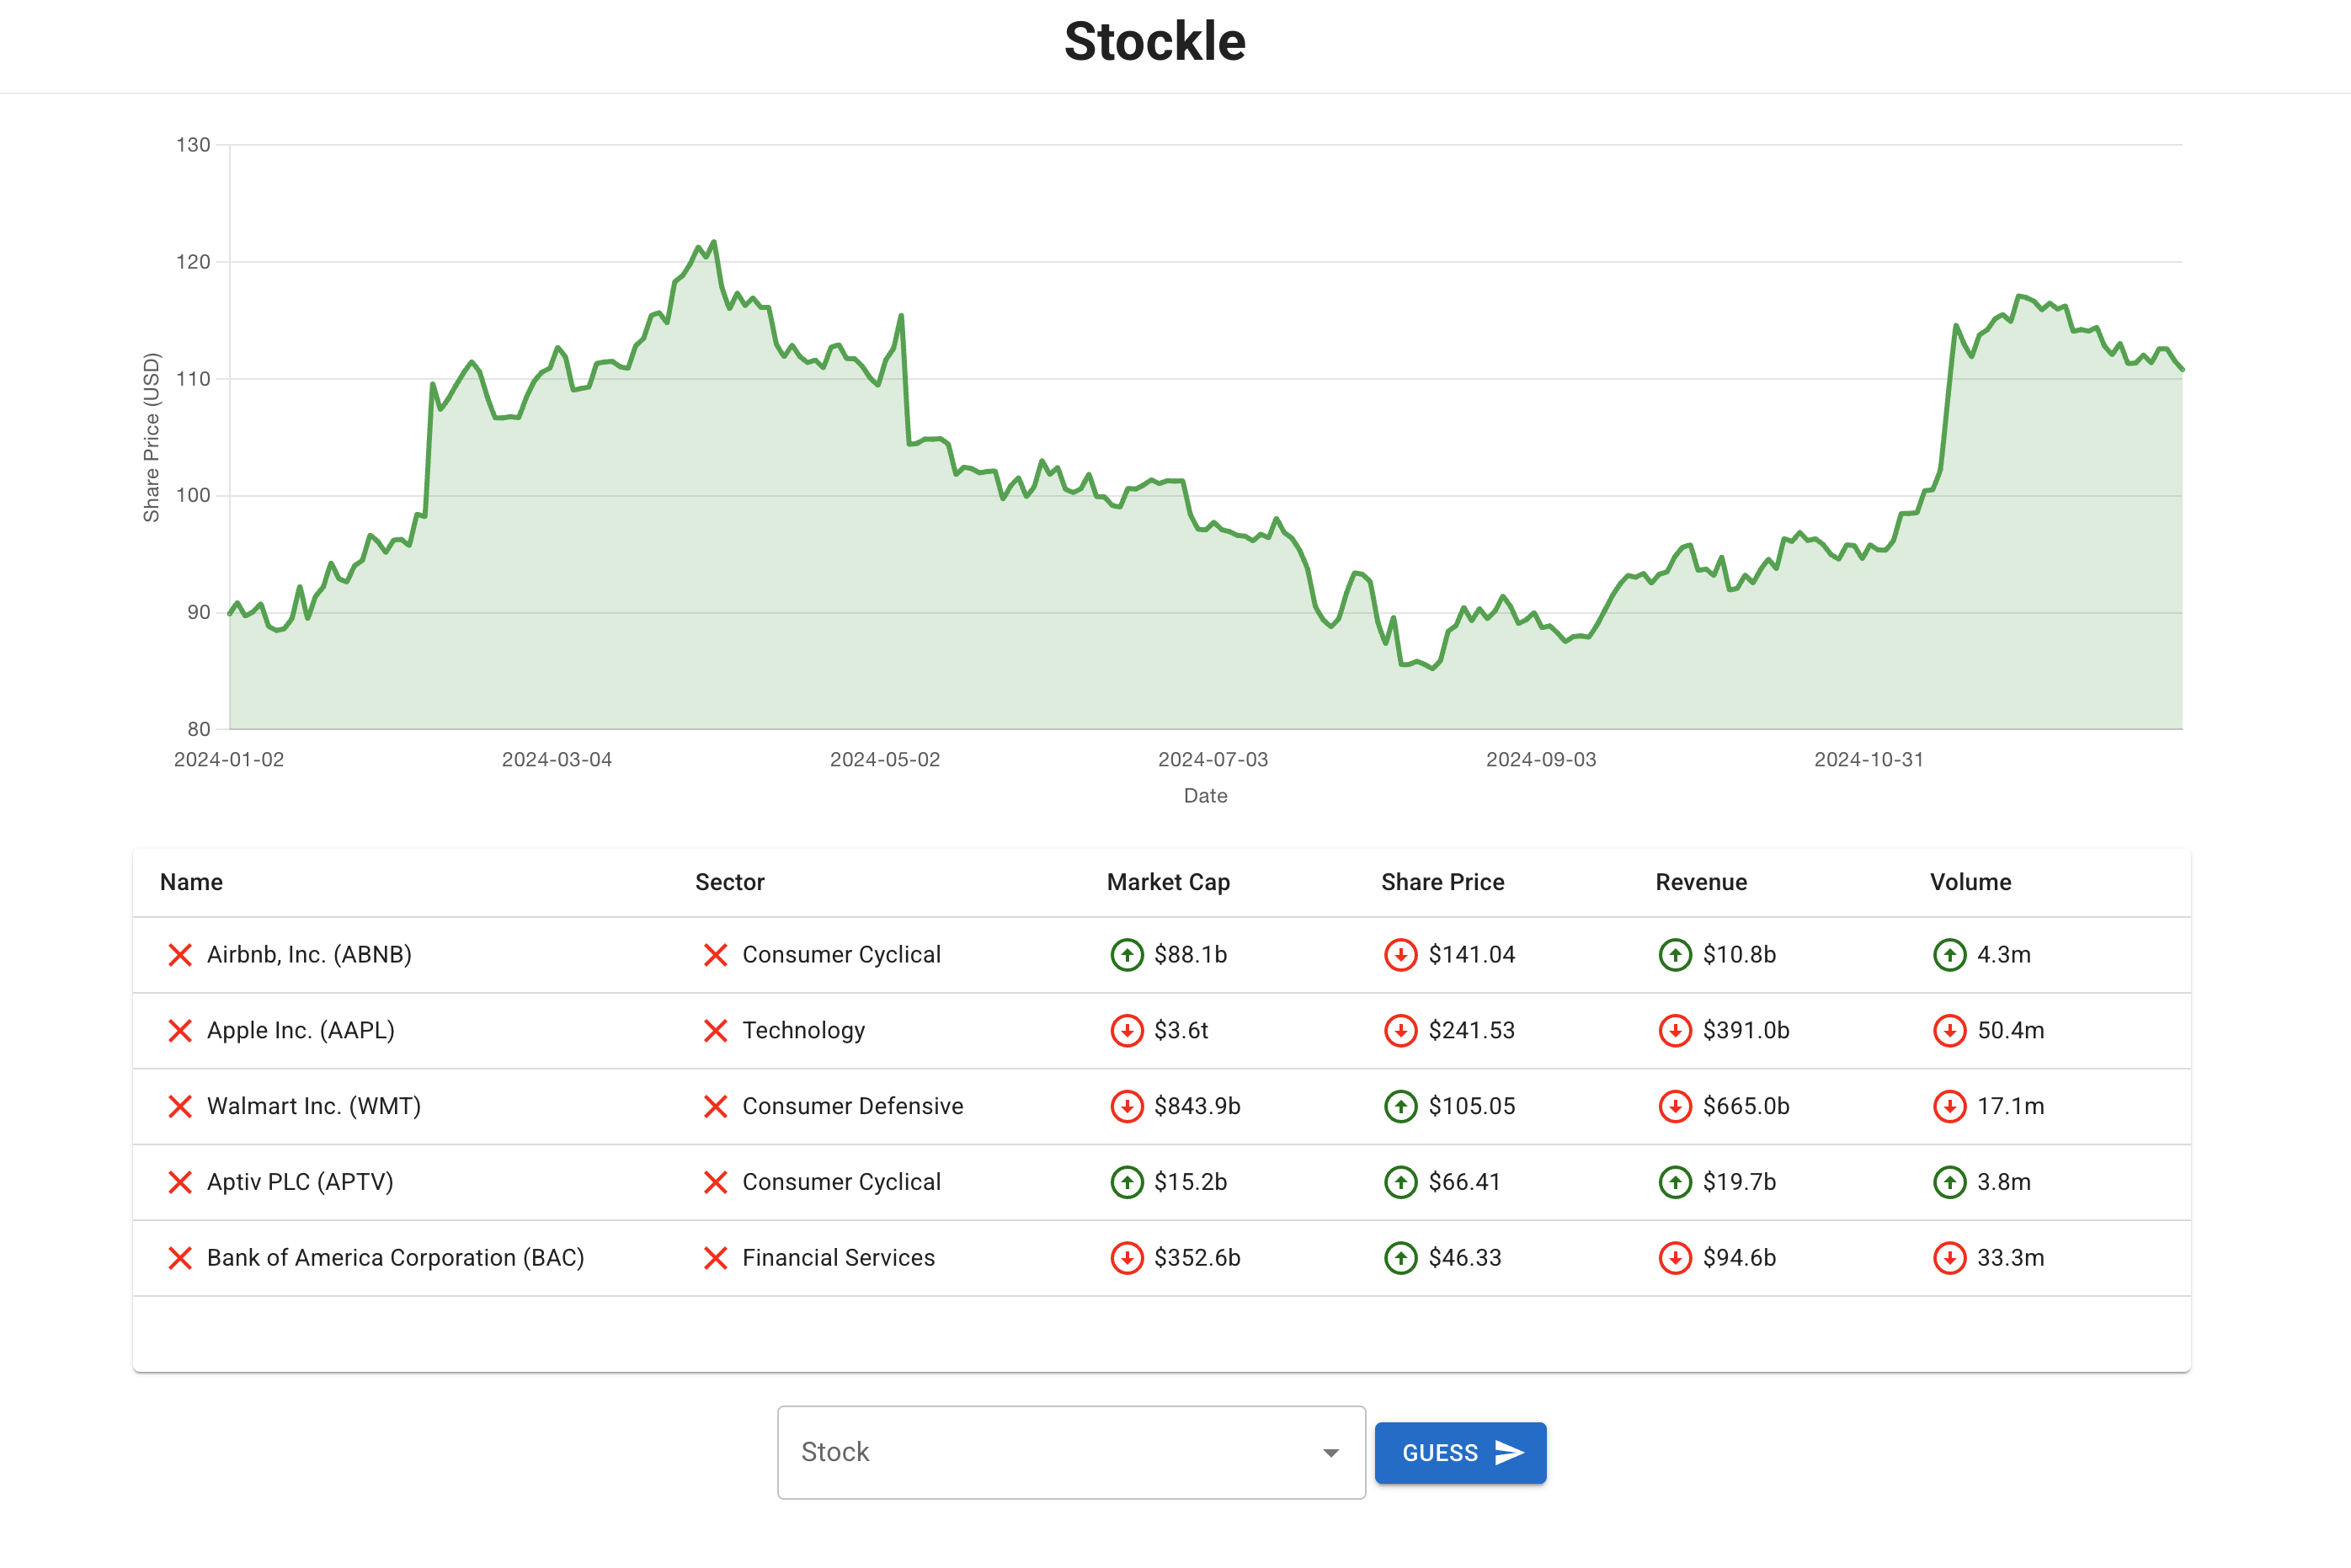 Stockle
130
120
110
100
90
80
Share Price (USD)
2024-01-02 2024-03-04 2024-05-02 2024-07-03 2024-09-03 2024-10-31
Date
Name Sector Market Cap Share Price Revenue Volume
Airbnb, Inc. (ABNB) Consumer Cyclical $88.1b $141.04 $10.8b 4.3m
Apple Inc. (AAPL) Technology $3.6t $241.53 $391.0b 50.4m
Walmart Inc. (WMT) Consumer Defensive $843.9b $105.05 $665.0b 17.1m
Aptiv PLC (APTV) Consumer Cyclical $15.2b $66.41 $19.7b 3.8m
Bank of America Corporation (BAC) Financial Services $352.6b $46.33 $94.6b 33.3m
Stock
GUESS